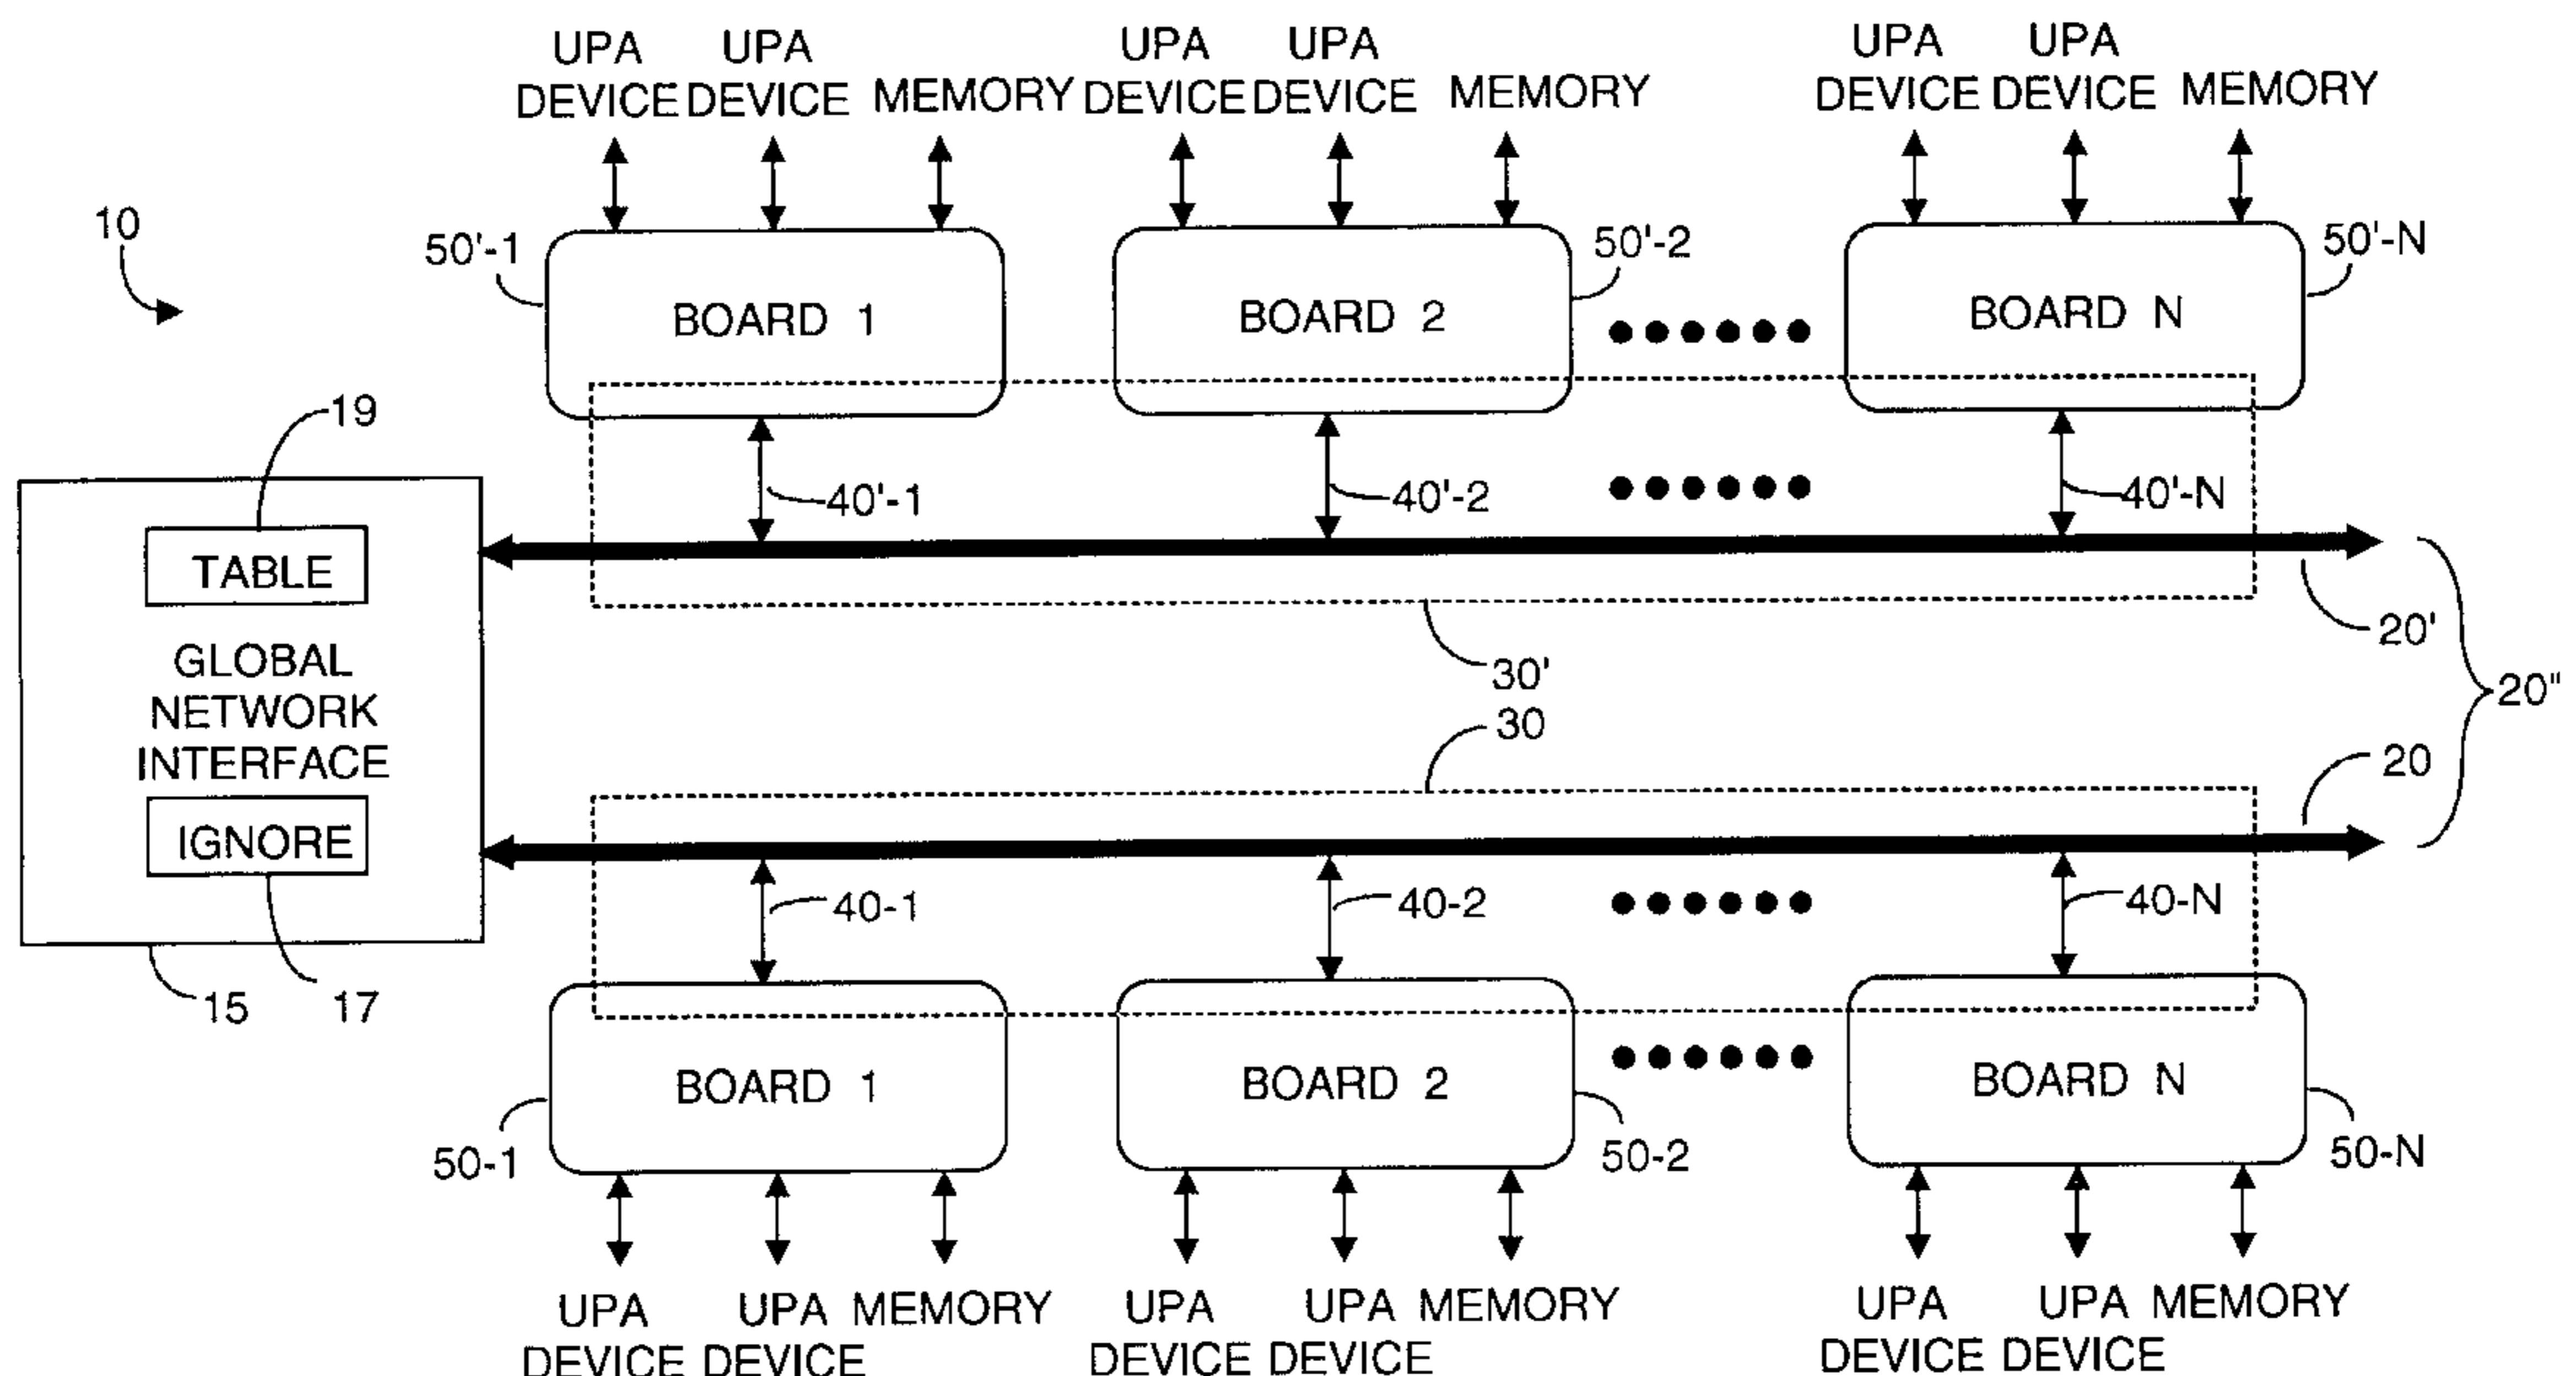 UPA UPA UPA UPA UPA UPA
DEVICE DEVICE MEMORY DEVICE DEVICE MEMORY DEVICE DEVICE MEMORY
10
50'-1
50'-2
50'-N
BOARD 1
BOARD 2
BOARD N
19
40'-1
40'-2
40'-N
TABLE
GLOBAL
NETWORK
INTERFACE
IGNORE
20'
30'
20"
30
20
40-1
40-2
40-N
15
17
BOARD 1
BOARD 2
BOARD N
50-1
50-2
50-N
UPA UPA MEMORY UPA UPA MEMORY UPA UPA MEMORY
DEVICE DEVICE DEVICE DEVICE DEVICE DEVICE